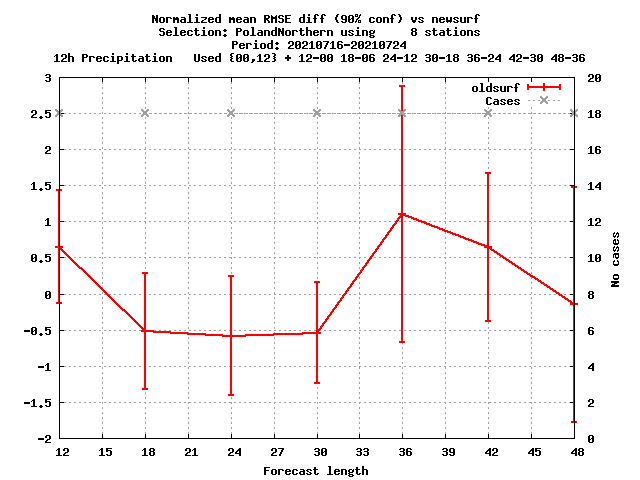 Normalized mean RMSE diff (90% conf) vs newsurf
Selection: PolandNorthern using     8 stations
Period: 20210716-20210724
12h Precipitation   Used {00,12} + 12-00 18-06 24-12 30-18 36-24 42-30 48-36
oldsurf
Cases
3
2.5
2
1.5
1
0.5
0
-0.5
-1
-1.5
-2
20
18
16
14
12
10
8
6
4
2
0
No cases
12 15 18 21 24 27 30 33 36 39 42 45 48
Forecast length